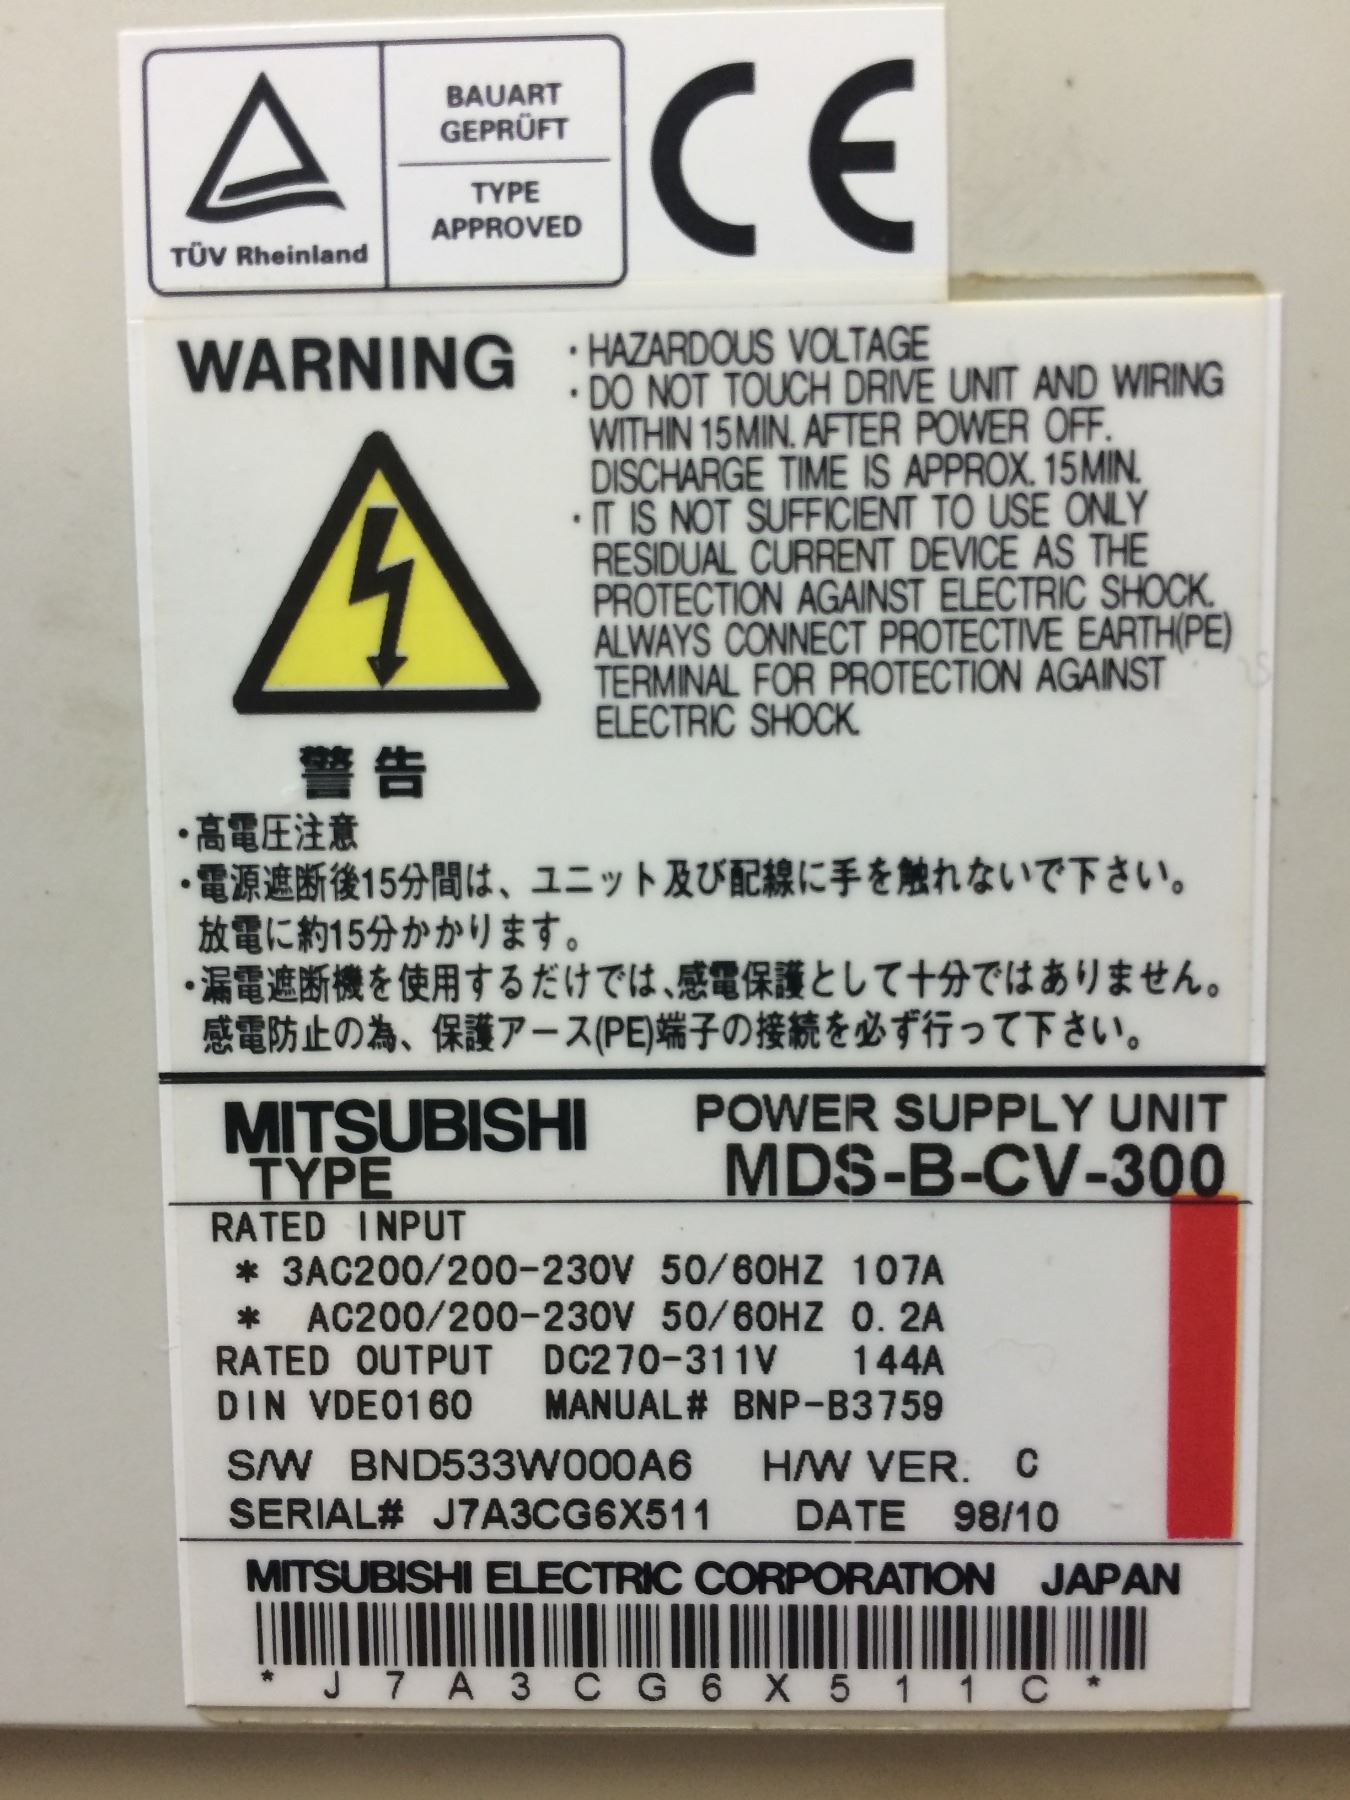 BAUART
GEPRÜFT
TYPE
APPROVED
TÜV Rheinland
CE
WARNING
・HAZARDOUS VOLTAGE
・DO NOT TOUCH DRIVE UNIT AND WIRING
WITHIN 15MIN. AFTER POWER OFF.
DISCHARGE TIME IS APPROX. 15MIN.
・IT IS NOT SUFFICIENT TO USE ONLY
RESIDUAL CURRENT DEVICE AS THE
PROTECTION AGAINST ELECTRIC SHOCK.
ALWAYS CONNECT PROTECTIVE EARTH(PE)
TERMINAL FOR PROTECTION AGAINST
ELECTRIC SHOCK.
警告
・高電圧注意
・電源遮断後15分間は、ユニット及び配線に手を触れないで下さい。
放電に約15分かかります。
・漏電遮断機を使用するだけでは、感電保護として十分ではありません。
感電防止の為、保護アース(PE)端子の接続を必ず行って下さい。
MITSUBISHI POWER SUPPLY UNIT
TYPE MDS-B-CV-300
RATED INPUT
* 3AC200/200-230V 50/60HZ 107A
* AC200/200-230V 50/60HZ 0.2A
RATED OUTPUT DC270-311V 144A
DIN VDE0160 MANUAL# BNP-B3759
S/W BND533W000A6 H/W VER. C
SERIAL# J7A3CG6X511 DATE 98/10
MITSUBISHI ELECTRIC CORPORATION JAPAN
*J7A3CG6X511C*